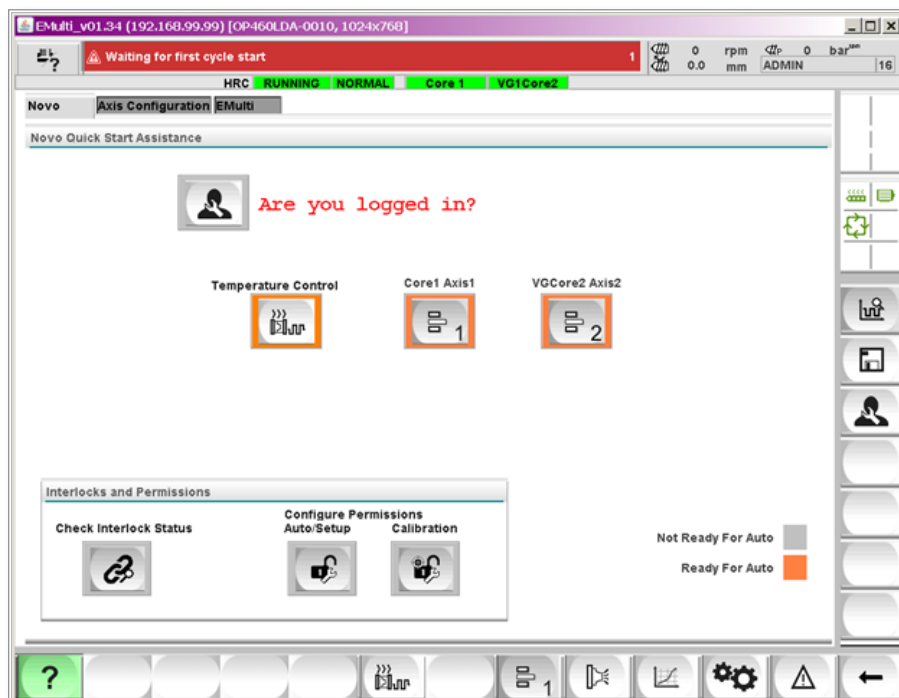 EMulti_v01.34 (192.168.99.99) [OP460LDA-0010, 1024x768]
Waiting for first cycle start 1
0 rpm 0 bar
0.0 mm ADMIN 16
HRC RUNNING NORMAL Core 1 VG1Core2
Novo Axis Configuration EMulti
Novo Quick Start Assistance
Are you logged in?
Temperature Control Core1 Axis1 VGCore2 Axis2
1 2
Interlocks and Permissions
Configure Permissions
Check Interlock Status Auto/Setup Calibration
Not Ready For Auto
Ready For Auto
? 1